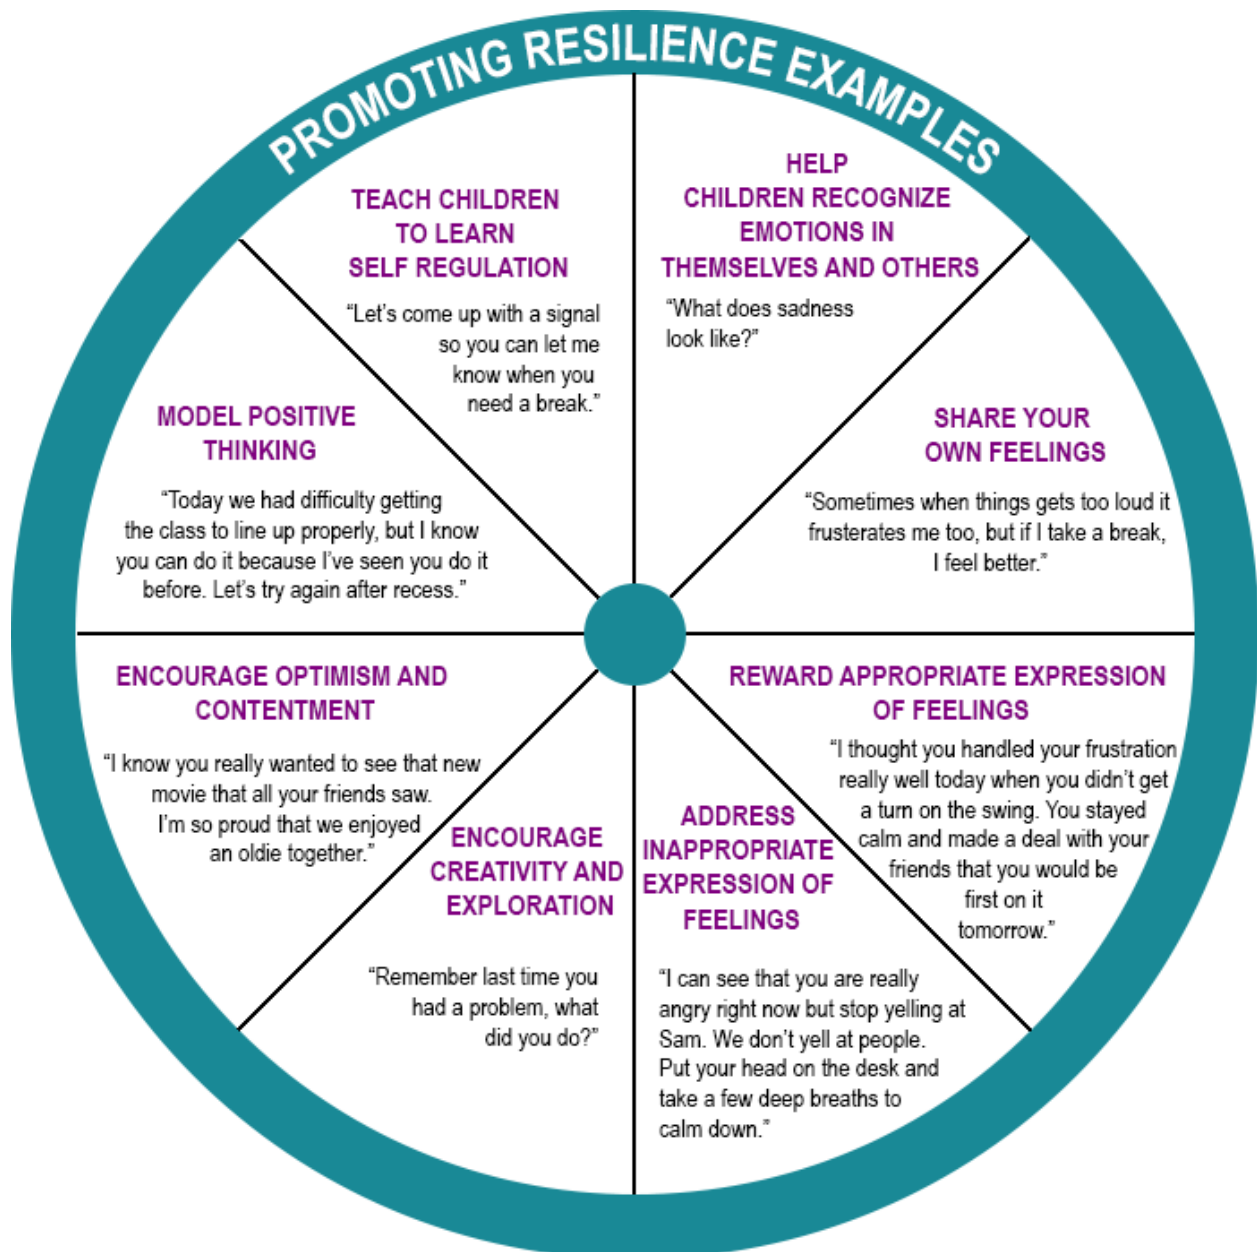 PROMOTING RESILIENCE EXAMPLES
HELP
CHILDREN RECOGNIZE
EMOTIONS IN
THEMSELVES AND OTHERS
“What does sadness
look like?”
SHARE YOUR
OWN FEELINGS
“Sometimes when things gets too loud it
frusterates me too, but if I take a break,
I feel better.”
REWARD APPROPRIATE EXPRESSION
OF FEELINGS
“I thought you handled your frustration
really well today when you didn’t get
a turn on the swing. You stayed
calm and made a deal with your
friends that you would be
first on it
tomorrow.”
ADDRESS
INAPPROPRIATE
EXPRESSION OF
FEELINGS
“I can see that you are really
angry right now but stop yelling at
Sam. We don’t yell at people.
Put your head on the desk and
take a few deep breaths to
calm down.”
ENCOURAGE
CREATIVITY AND
EXPLORATION
“Remember last time you
had a problem, what
did you do?”
ENCOURAGE OPTIMISM AND
CONTENTMENT
“I know you really wanted to see that new
movie that all your friends saw.
I’m so proud that we enjoyed
an oldie together.”
MODEL POSITIVE
THINKING
“Today we had difficulty getting
the class to line up properly, but I know
you can do it because I’ve seen you do it
before. Let’s try again after recess.”
TEACH CHILDREN
TO LEARN
SELF REGULATION
“Let’s come up with a signal
so you can let me
know when you
need a break.”